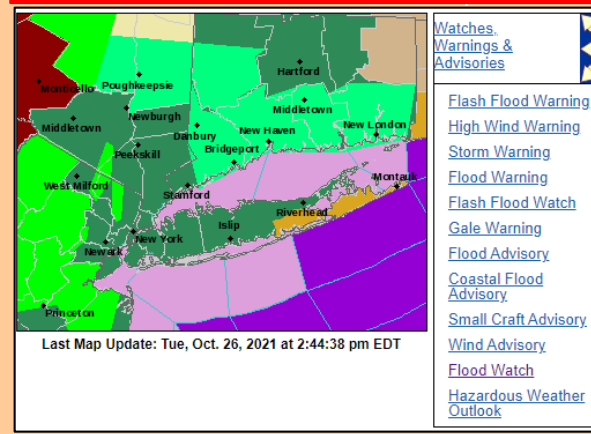 Watches,
Warnings &
Advisories
Flash Flood Warning
High Wind Warning
Storm Warning
Flood Warning
Flash Flood Watch
Gale Warning
Flood Advisory
Coastal Flood
Advisory
Small Craft Advisory
Wind Advisory
Flood Watch
Hazardous Weather
Outlook
Hartford
Monticello
Poughkeepsie
Middletown
Newburgh
Middletown
Danbury
New Haven
New London
Peekskill
Bridgeport
West Milford
Stamford
Montauk
Riverhead
Islip
New York
Newark
Princeton
Last Map Update: Tue, Oct. 26, 2021 at 2:44:38 pm EDT